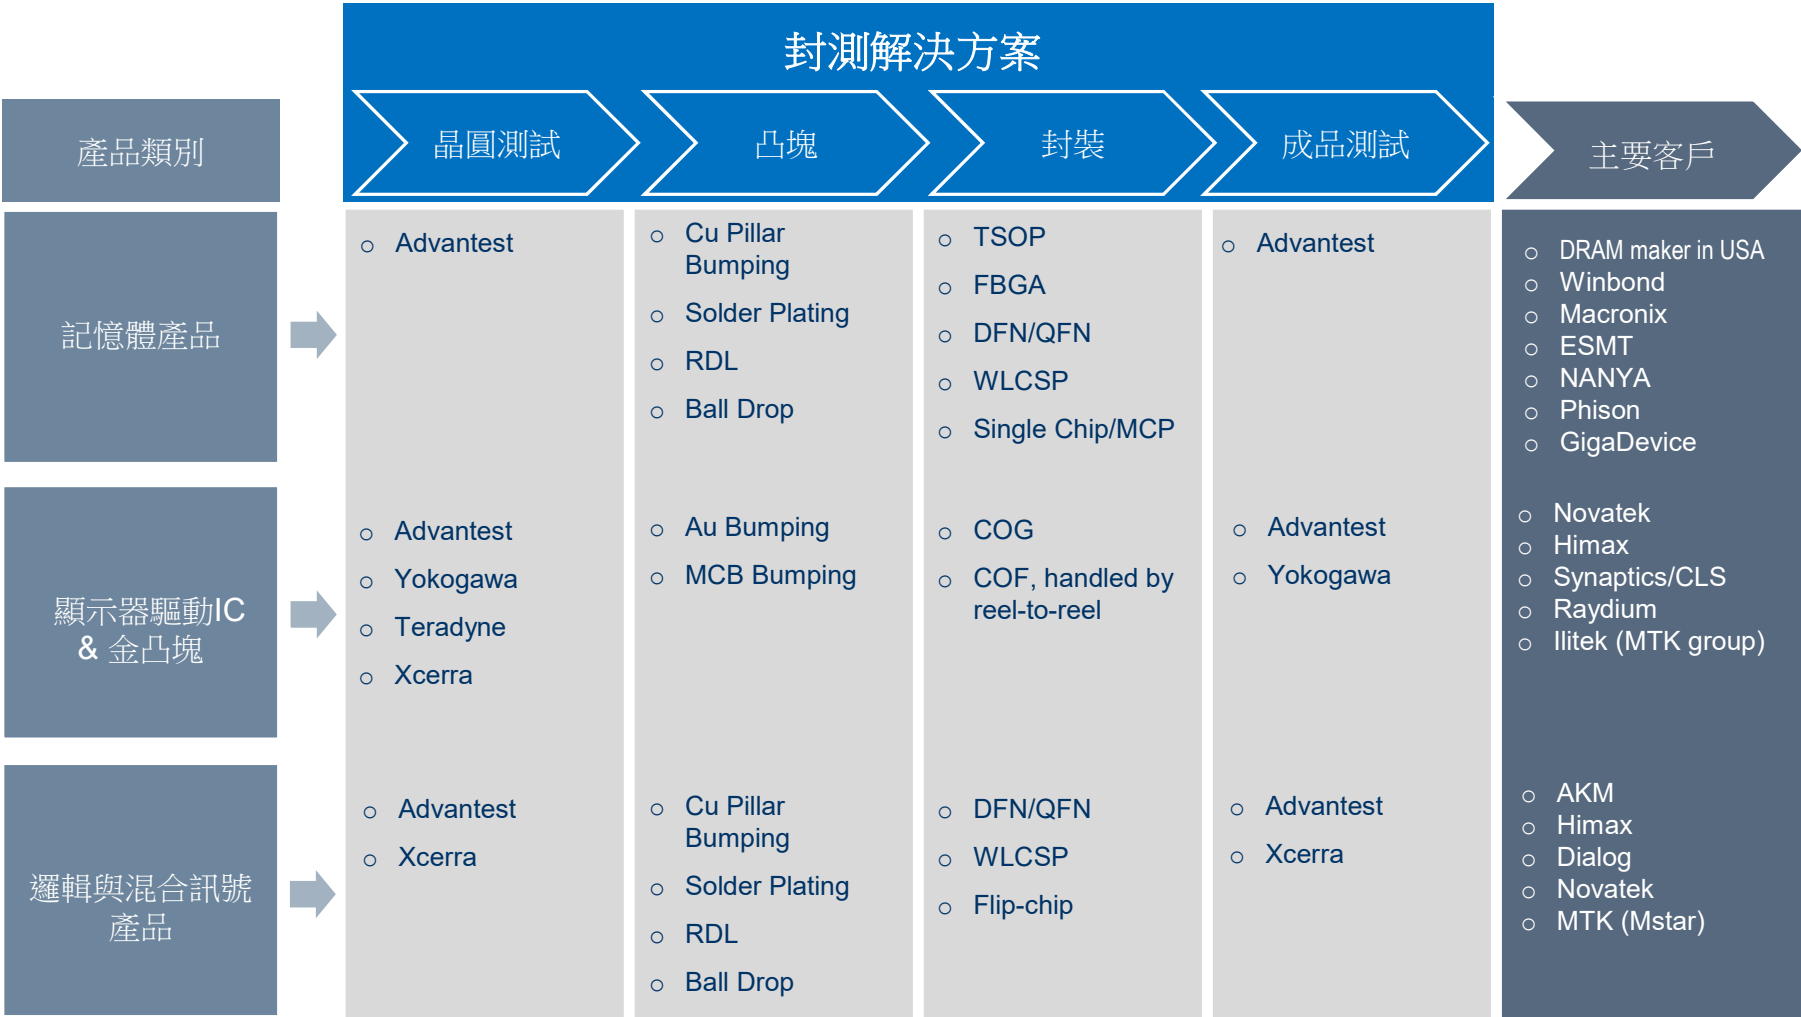 封測解決方案
產品類別
晶圓測試
凸塊
封裝
成品測試
主要客戶
記憶體產品
Advantest
Cu Pillar
Bumping
Solder Plating
RDL
Ball Drop
TSOP
FBGA
DFN/QFN
WLCSP
Single Chip/MCP
Advantest
DRAM maker in USA
Winbond
Macronix
ESMT
NANYA
Phison
GigaDevice
顯示器驅動IC
& 金凸塊
Advantest
Yokogawa
Teradyne
Xcerra
Au Bumping
MCB Bumping
COG
COF, handled by
reel-to-reel
Advantest
Yokogawa
Novatek
Himax
Synaptics/CLS
Raydium
Ilitek (MTK group)
邏輯與混合訊號
產品
Advantest
Xcerra
Cu Pillar
Bumping
Solder Plating
RDL
Ball Drop
DFN/QFN
WLCSP
Flip-chip
Advantest
Xcerra
AKM
Himax
Dialog
Novatek
MTK (Mstar)